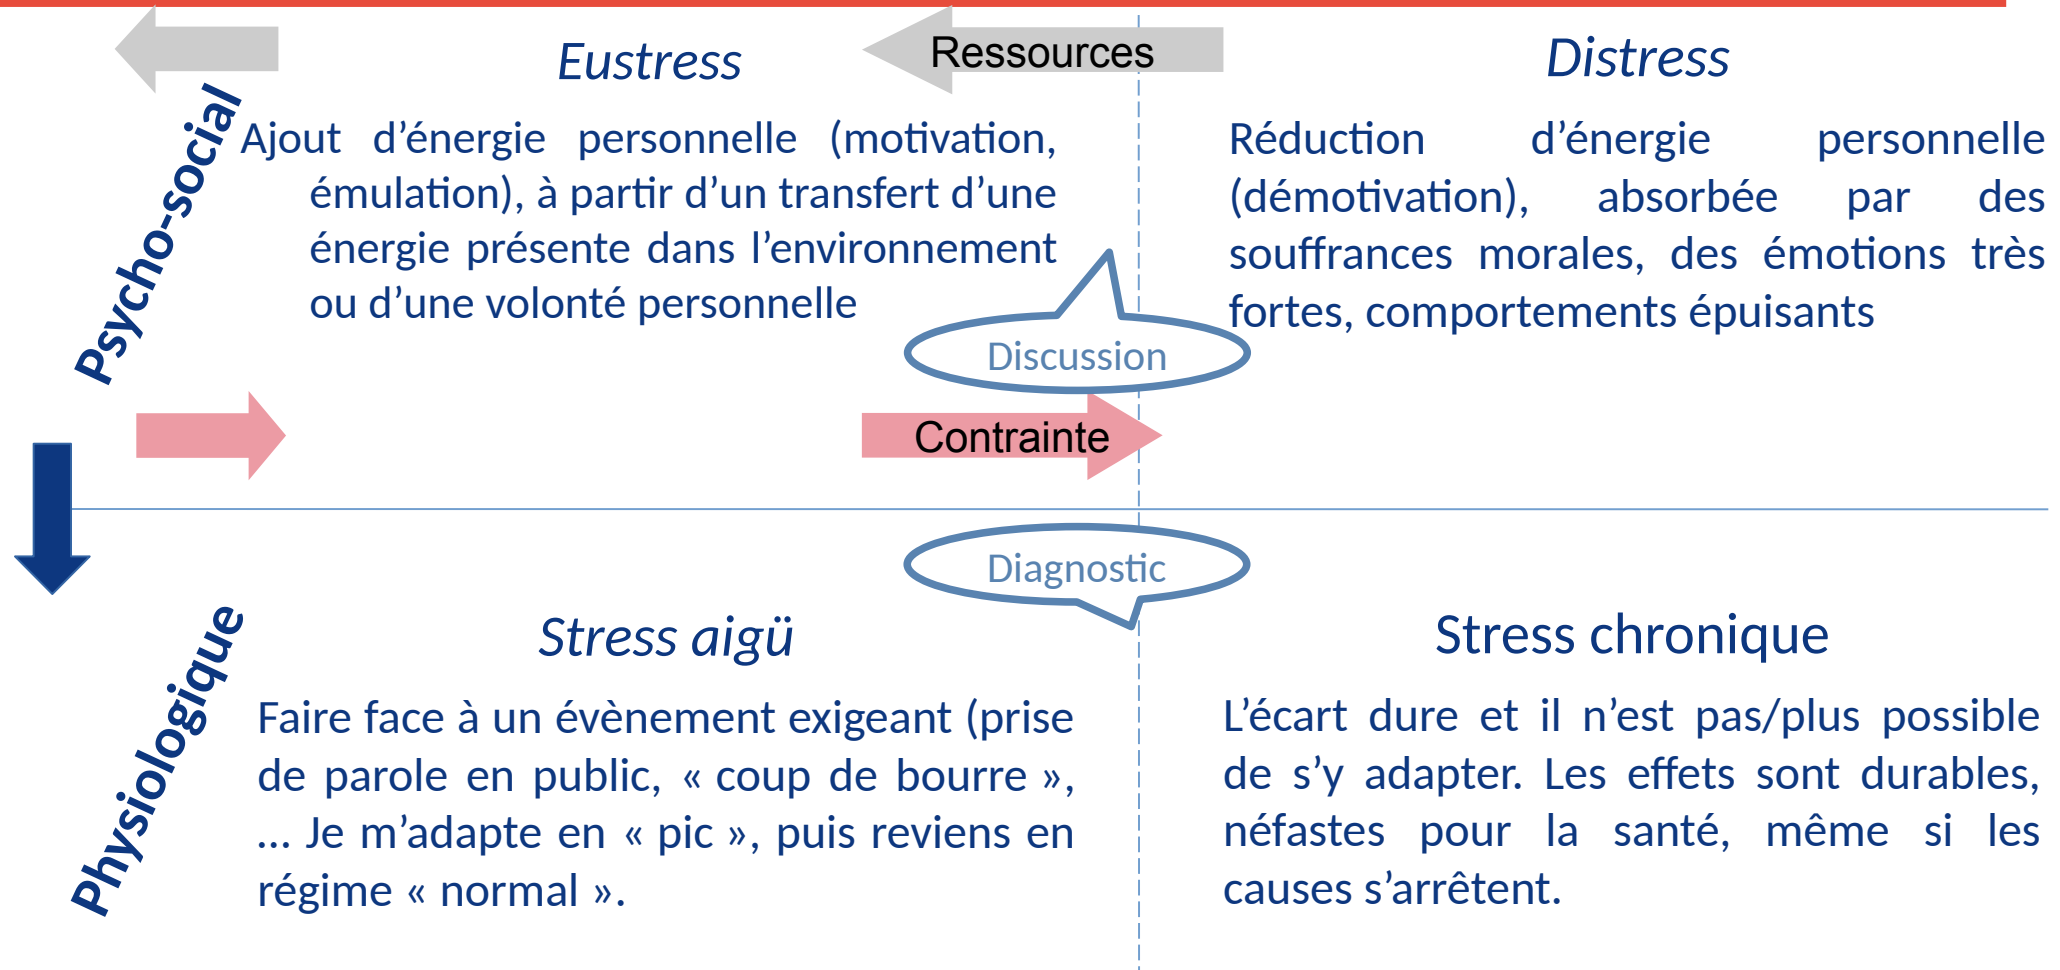 Eustress
Ressources
Distress
Psycho-social
Ajout d’énergie personnelle (motivation,
émulation), à partir d’un transfert d’une
énergie présente dans l’environnement
ou d’une volonté personnelle
Réduction d’énergie personnelle
(démotivation), absorbée par des
souffrances morales, des émotions très
fortes, comportements épuisants
Discussion
Contrainte
Diagnostic
Physiologique
Stress aigü
Faire face à un évènement exigeant (prise
de parole en public, « coup de bourre »,
… Je m’adapte en « pic », puis reviens en
régime « normal ».
Stress chronique
L’écart dure et il n’est pas/plus possible
de s’y adapter. Les effets sont durables,
néfastes pour la santé, même si les
causes s’arrêtent.